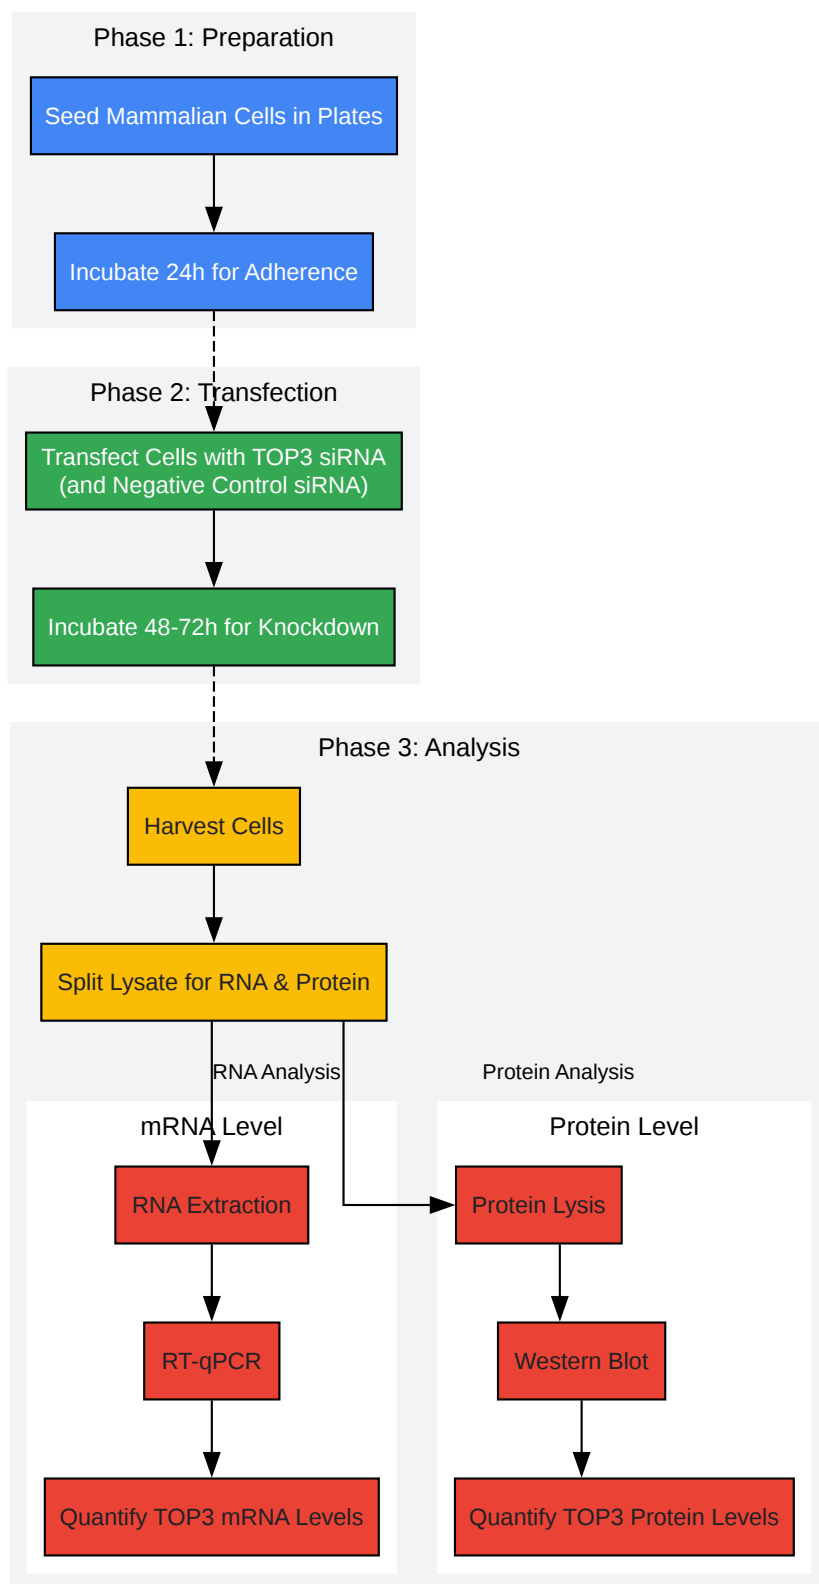 Phase 1: Preparation
Seed Mammalian Cells in Plates
Incubate 24h for Adherence
Phase 2: Transfection
Transfect Cells with TOP3 siRNA
(and Negative Control siRNA)
Incubate 48-72h for Knockdown
Phase 3: Analysis
Harvest Cells
Split Lysate for RNA & Protein
RNA Analysis
Protein Analysis
mRNA Level
Protein Level
RNA Extraction
Protein Lysis
RT-qPCR
Western Blot
Quantify TOP3 mRNA Levels
Quantify TOP3 Protein Levels